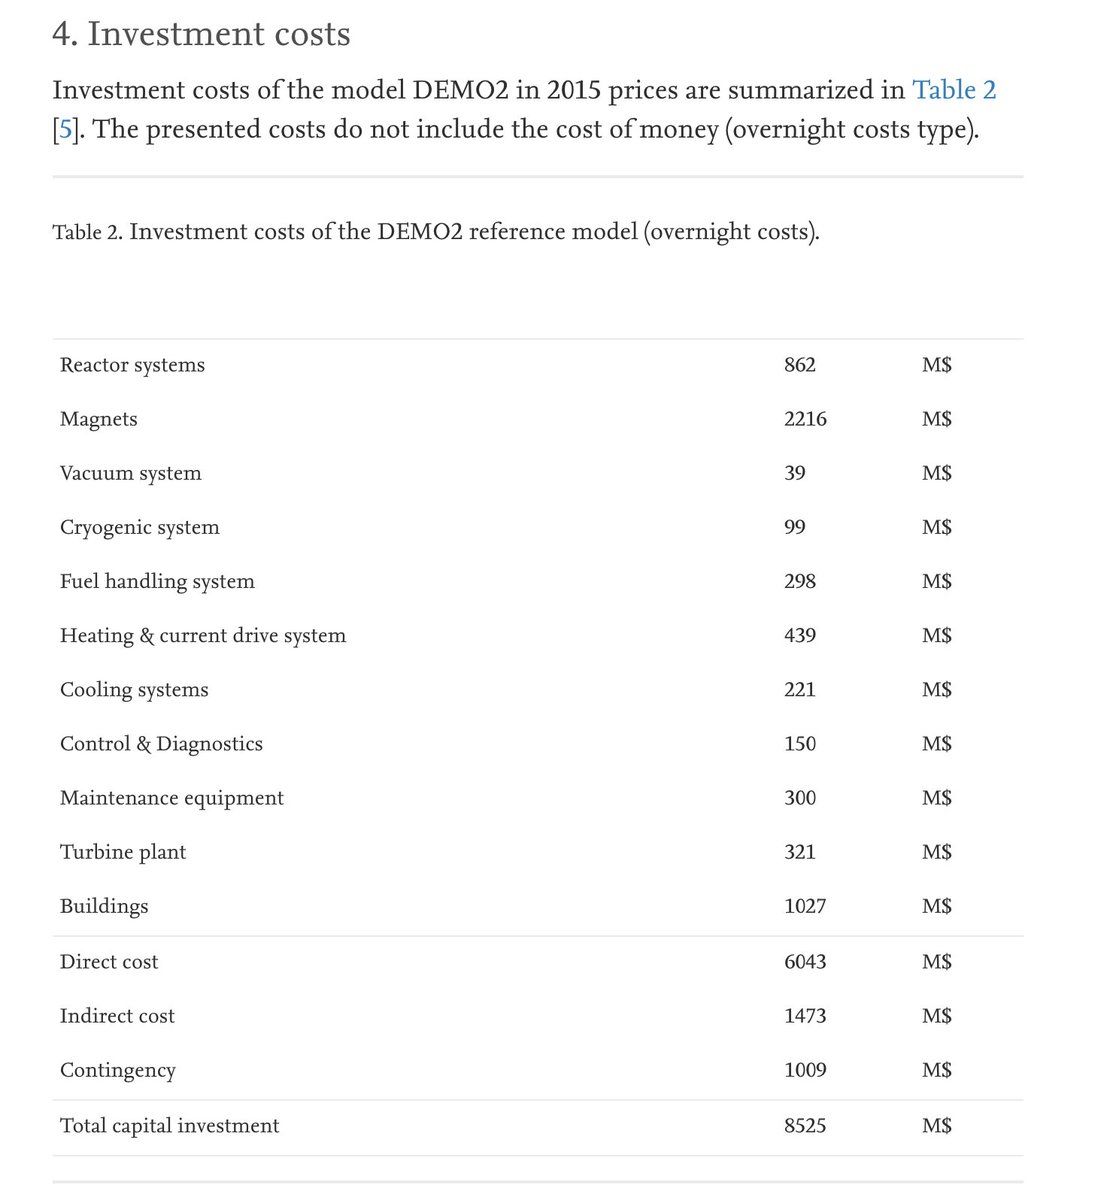 4. Investment costs
Investment costs of the model DEMO2 in 2015 prices are summarized in Table 2
[5]. The presented costs do not include the cost of money (overnight costs type).
Table 2. Investment costs of the DEMO2 reference model (overnight costs).
Reactor systems 862 M$
Magnets 2216 M$
Vacuum system 39 M$
Cryogenic system 99 M$
Fuel handling system 298 M$
Heating & current drive system 439 M$
Cooling systems 221 M$
Control & Diagnostics 150 M$
Maintenance equipment 300 M$
Turbine plant 321 M$
Buildings 1027 M$
Direct cost 6043 M$
Indirect cost 1473 M$
Contingency 1009 M$
Total capital investment 8525 M$